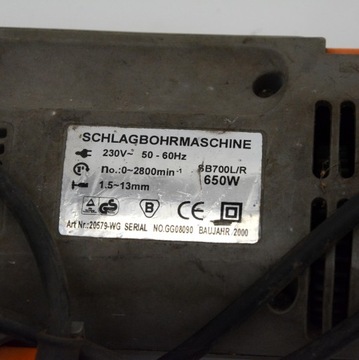 SCHLAGBOHRMASCHINE
230V~ 50 - 60Hz
no.:0~2800min⁻¹ SB700L/R
1.5~13mm 650W
GS B CE
Art Nr.:20579-WG SERIAL NO.GG08090 BAUJAHR. 2000